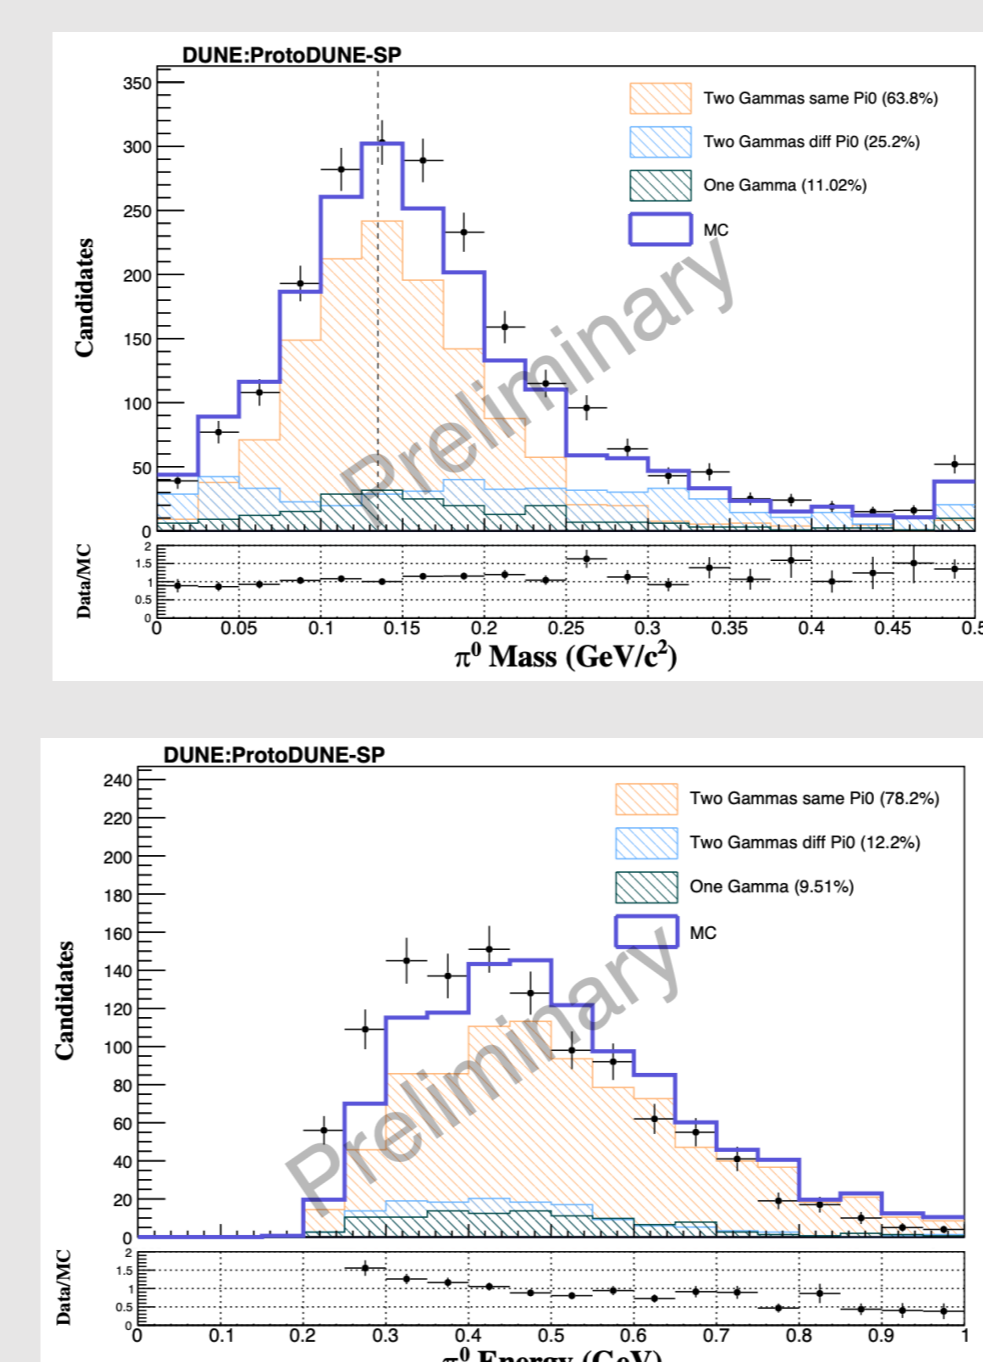 DUNE:ProtoDUNE-SP
350
300
250
200
150
100
50
0
Candidates
Two Gammas same Pi0 (63.8%)
Two Gammas diff Pi0 (25.2%)
One Gamma (11.02%)
MC
Preliminary
Data/MC
2
1.5
1
0.5
0
0 0.05 0.1 0.15 0.2 0.25 0.3 0.35 0.4 0.45 0.5
π⁰ Mass (GeV/c²)
DUNE:ProtoDUNE-SP
240
220
200
180
160
140
120
100
80
60
40
20
0
Candidates
Two Gammas same Pi0 (78.2%)
Two Gammas diff Pi0 (12.2%)
One Gamma (9.51%)
MC
Preliminary
Data/MC
2
1.5
1
0.5
0
0 0.1 0.2 0.3 0.4 0.5 0.6 0.7 0.8 0.9 1
π⁰ Energy (GeV)